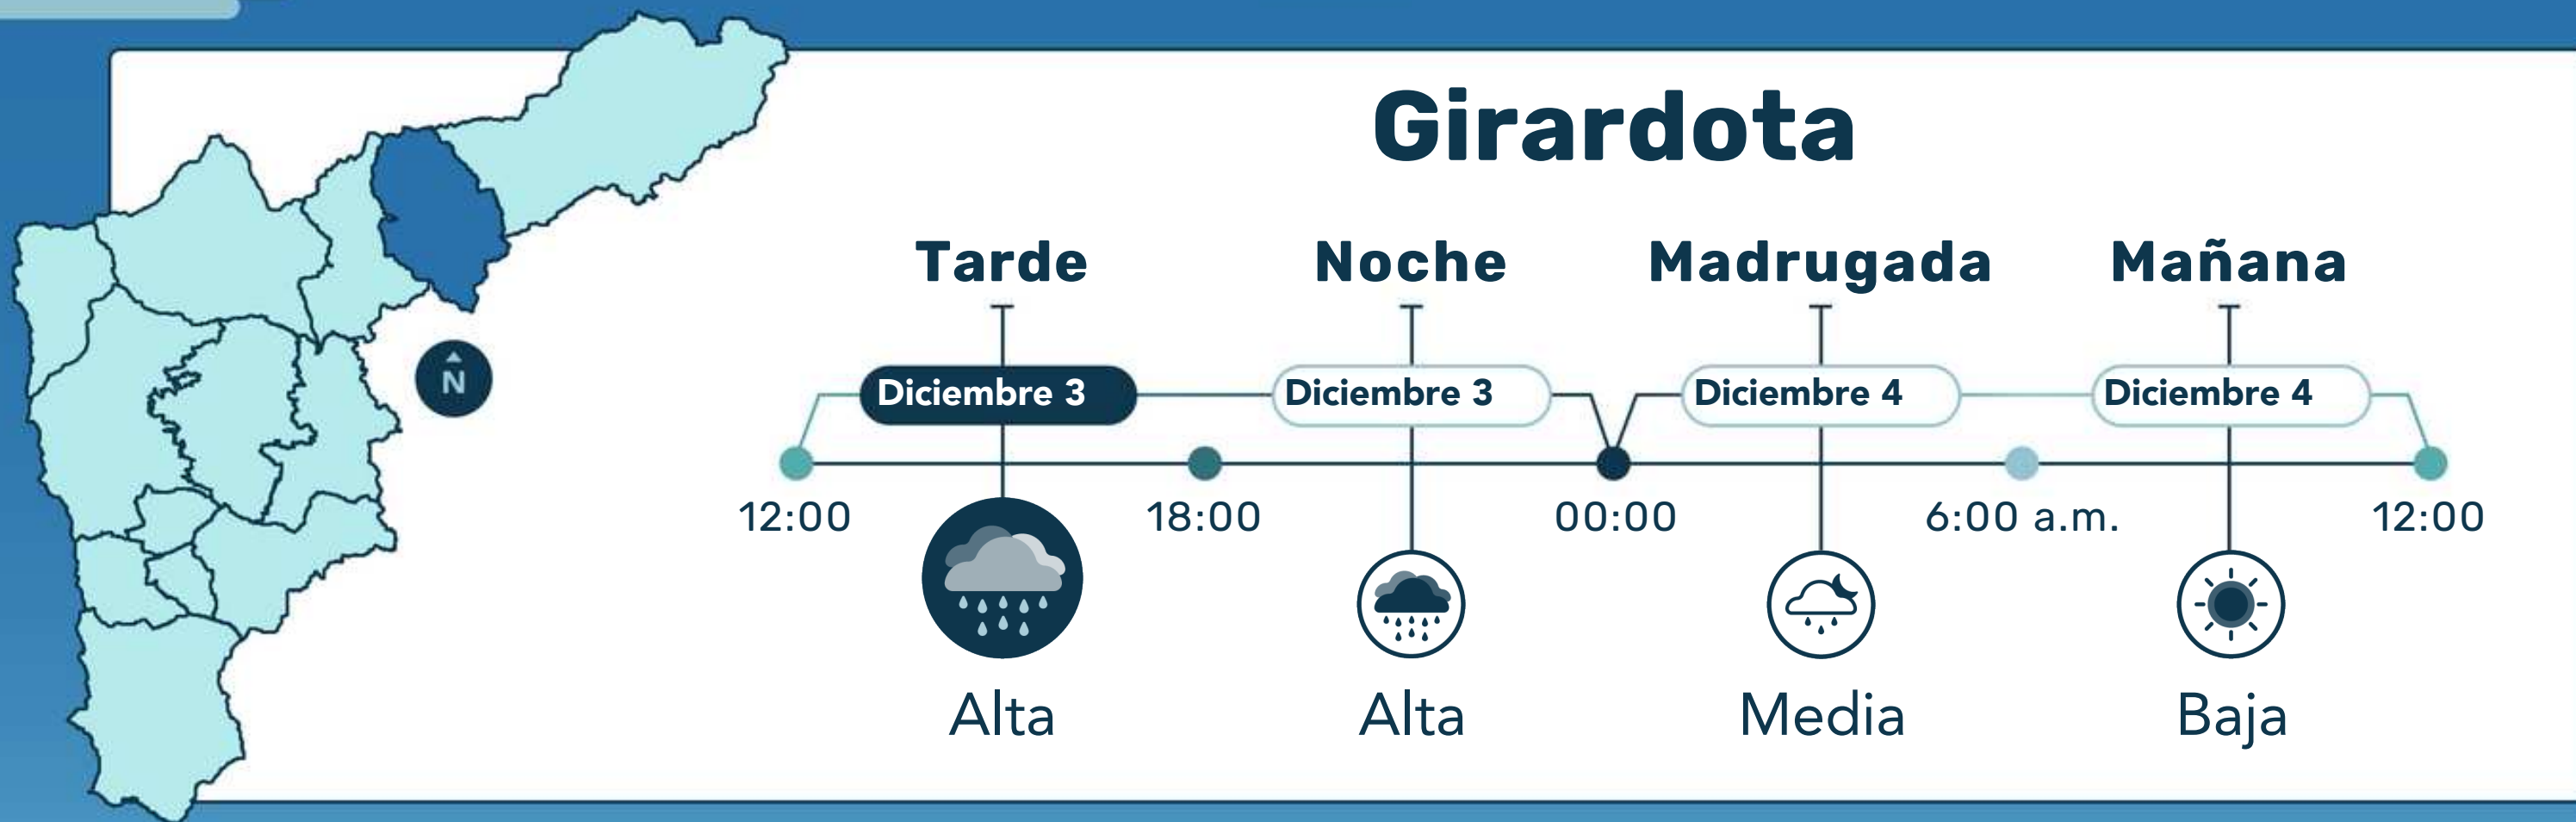 Girardota
Tarde Noche Madrugada Mañana
Diciembre 3 Diciembre 3 Diciembre 4 Diciembre 4
N
12:00 18:00 00:00 6:00 a.m. 12:00
Alta Alta Media Baja